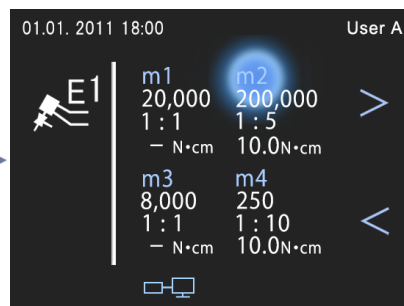 01.01. 2011 18:00 User A
E1
m1 m2
20,000 200,000
1 : 1 1 : 5
– N•cm 10.0N•cm
>
m3 m4
8,000 250
1 : 1 1 : 10
– N•cm 10.0N•cm
<